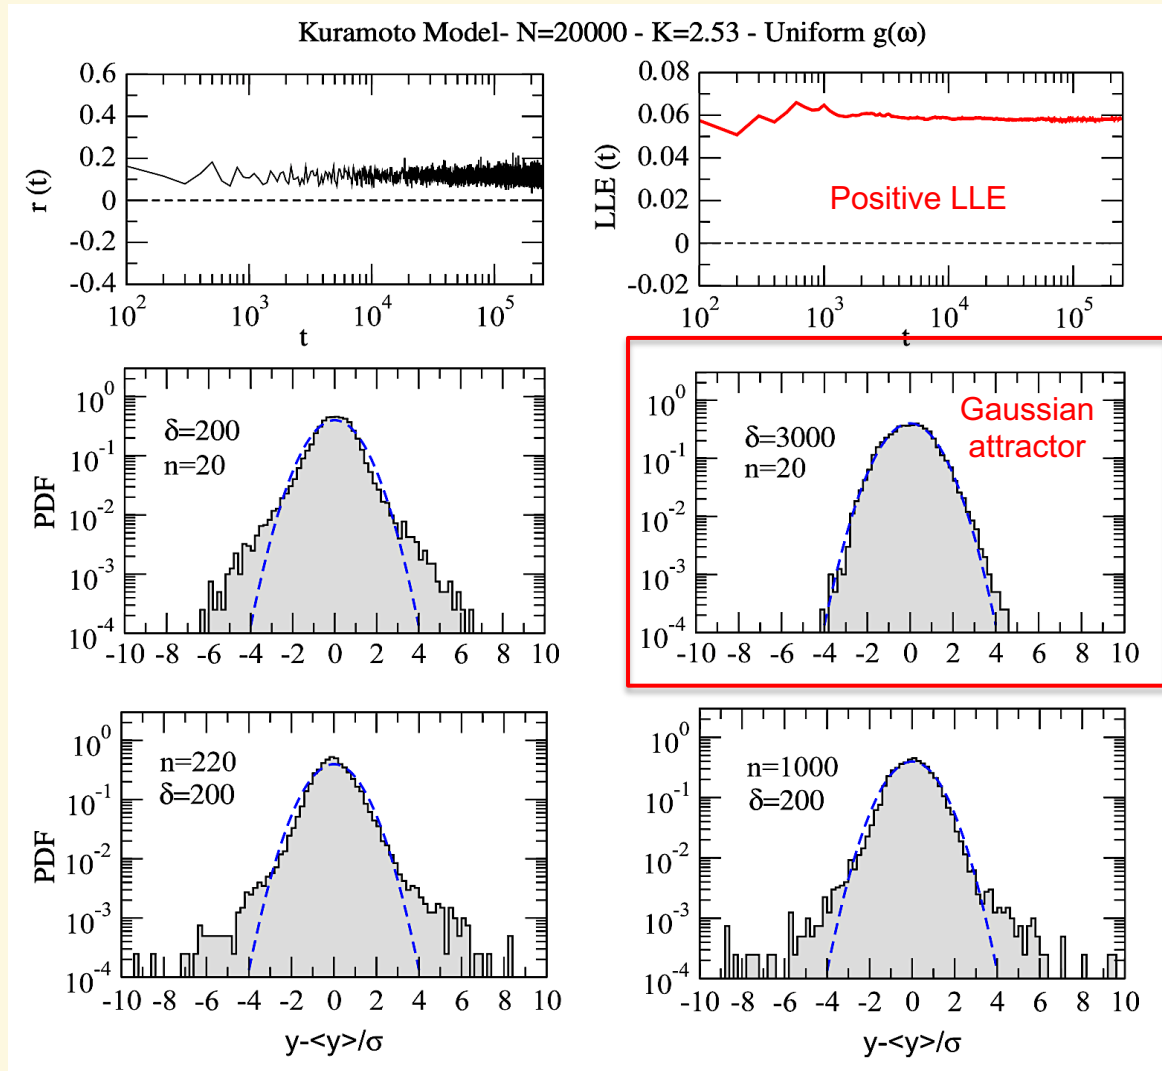 Kuramoto Model- N=20000 - K=2.53 - Uniform g(ω)
r (t)
0.6
0.4
0.2
0
-0.2
-0.4
10^2 10^3 10^4 10^5
t
LLE (t)
0.08
0.06
0.04
0.02
0
-0.02
Positive LLE
10^2 10^3 10^4 10^5
t
PDF
10^0
10^-1
10^-2
10^-3
10^-4
δ=200
n=20
-10 -8 -6 -4 -2 0 2 4 6 8 10
10^0
10^-1
10^-2
10^-3
10^-4
δ=3000
n=20
Gaussian
attractor
-10 -8 -6 -4 -2 0 2 4 6 8 10
PDF
10^0
10^-1
10^-2
10^-3
10^-4
n=220
δ=200
-10 -8 -6 -4 -2 0 2 4 6 8 10
y-<y>/σ
10^0
10^-1
10^-2
10^-3
10^-4
n=1000
δ=200
-10 -8 -6 -4 -2 0 2 4 6 8 10
y-<y>/σ